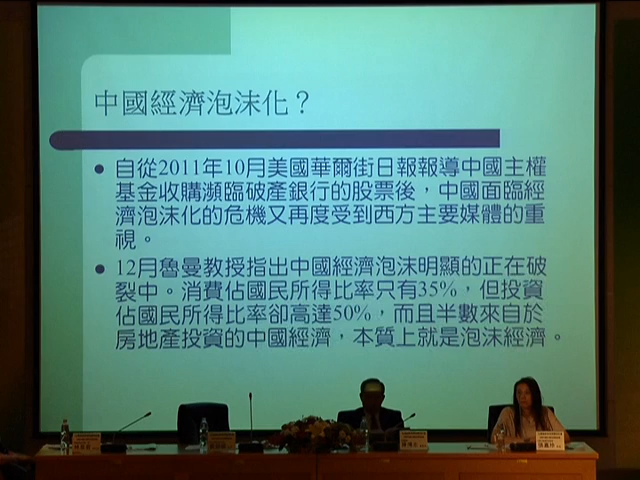 中國經濟泡沫化？
● 自從2011年10月美國華爾街日報報導中國主權
基金收購瀕臨破產銀行的股票後，中國面臨經
濟泡沫化的危機又再度受到西方主要媒體的重
視。
● 12月魯曼教授指出中國經濟泡沫明顯的正在破
裂中。消費佔國民所得比率只有35%，但投資
佔國民所得比率卻高達50%，而且半數來自於
房地產投資的中國經濟，本質上就是泡沫經濟。